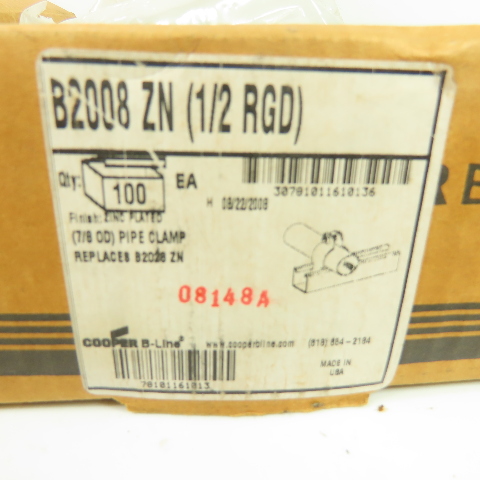 B2008 ZN (1/2 RGD)
Qty: 100 EA
30781011610136
H 08/22/2008
Finish: ZINC PLATED
(7/8 OD) PIPE CLAMP
REPLACES B2028 ZN
08148A
COOPER B-Line® www.cooperbline.com (618) 654-2184
78101161013
MADE IN
USA
R B